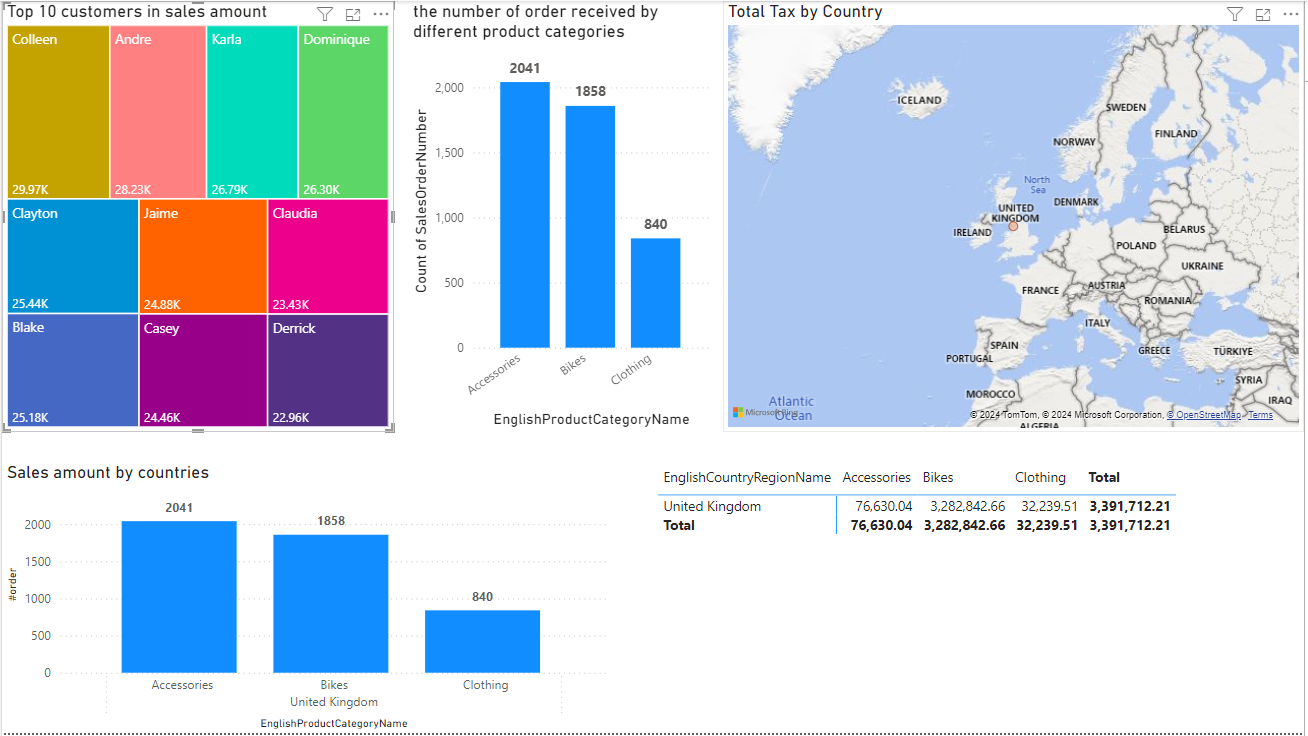 Top 10 customers in sales amount
Colleen
Andre
Karla
Dominique
29.97K
28.23K
26.79K
26.30K
Clayton
Jaime
Claudia
25.44K
24.88K
23.43K
Blake
Casey
Derrick
25.18K
24.46K
22.96K
the number of order received by
different product categories
Count of SalesOrderNumber
2,000
1,500
1,000
500
0
2041
1858
840
Accessories
Bikes
Clothing
EnglishProductCategoryName
Total Tax by Country
ICELAND
SWEDEN
FINLAND
NORWAY
North
Sea
UNITED
KINGDOM
DENMARK
IRELAND
BELARUS
POLAND
UKRAINE
FRANCE
AUSTRIA
ROMANIA
ITALY
SPAIN
GREECE
TÜRKIYE
PORTUGAL
SYRIA
MOROCCO
IRAQ
Atlantic
Ocean
ALGERIA
Microsoft Bing
© 2024 TomTom, © 2024 Microsoft Corporation, © OpenStreetMap Terms
Sales amount by countries
#order
2000
1500
1000
500
0
2041
1858
840
Accessories
Bikes
Clothing
United Kingdom
EnglishProductCategoryName
EnglishCountryRegionName Accessories Bikes Clothing Total
United Kingdom 76,630.04 3,282,842.66 32,239.51 3,391,712.21
Total 76,630.04 3,282,842.66 32,239.51 3,391,712.21